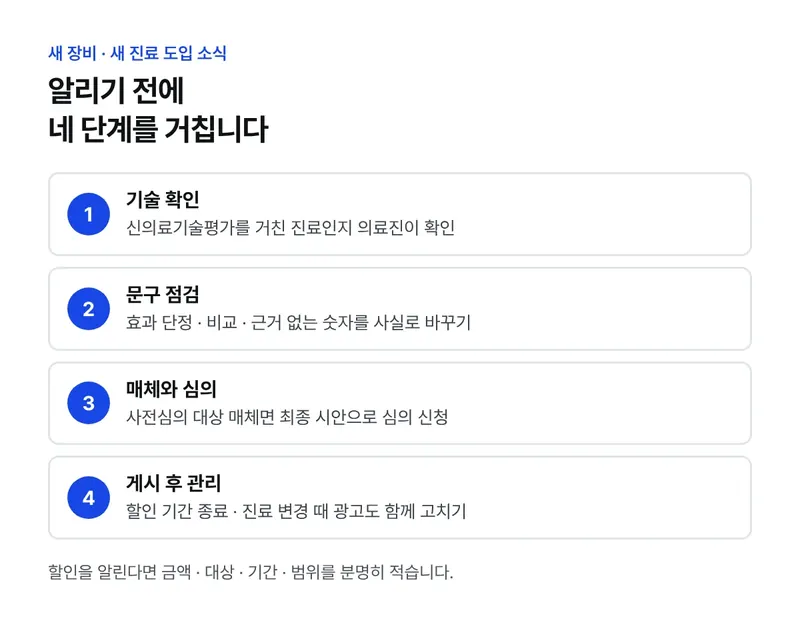 새 장비 · 새 진료 도입 소식
알리기 전에
네 단계를 거칩니다
1
기술 확인
신의료기술평가를 거친 진료인지 의료진이 확인
2
문구 점검
효과 단정 · 비교 · 근거 없는 숫자를 사실로 바꾸기
3
매체와 심의
사전심의 대상 매체면 최종 시안으로 심의 신청
4
게시 후 관리
할인 기간 종료 · 진료 변경 때 광고도 함께 고치기
할인을 알린다면 금액 · 대상 · 기간 · 범위를 분명히 적습니다.